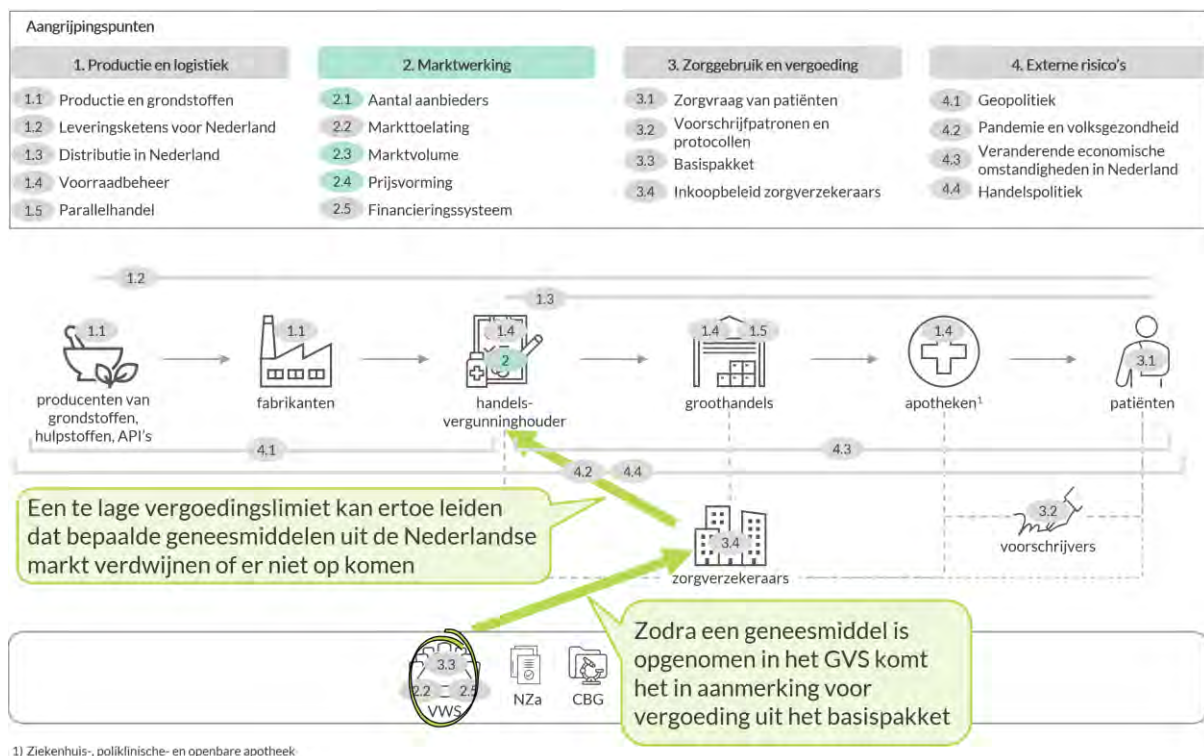 Aangrijpingspunten
1. Productie en logistiek
1.1 Productie en grondstoffen
1.2 Leveringsketens voor Nederland
1.3 Distributie in Nederland
1.4 Voorraadbeheer
1.5 Parallelhandel
2. Marktwerking
2.1 Aantal aanbieders
2.2 Markttoelating
2.3 Marktvolume
2.4 Prijsvorming
2.5 Financieringssysteem
3. Zorggebruik en vergoeding
3.1 Zorgvraag van patiënten
3.2 Voorschrijfpatronen en
protocollen
3.3 Basispakket
3.4 Inkoopbeleid zorgverzekeraars
4. Externe risico's
4.1 Geopolitiek
4.2 Pandemie en volksgezondheid
4.3 Veranderende economische
omstandigheden in Nederland
4.4 Handelspolitiek
1.2
1.3
1.1
1.1
1.4
2
1.4 1.5
1.4
3.1
producenten van
grondstoffen,
hulpstoffen, API's
fabrikanten
handels-
vergunninghouder
groothandels
apotheken¹
patiënten
4.1
4.3
4.2 4.4
Een te lage vergoedingslimiet kan ertoe leiden
dat bepaalde geneesmiddelen uit de Nederlandse
markt verdwijnen of er niet op komen
3.4
zorgverzekeraars
3.2
voorschrijvers
Zodra een geneesmiddel is
opgenomen in het GVS komt
het in aanmerking voor
vergoeding uit het basispakket
3.3
2.2 2.5
VWS
NZa
CBG
1) Ziekenhuis-, poliklinische- en openbare apotheek